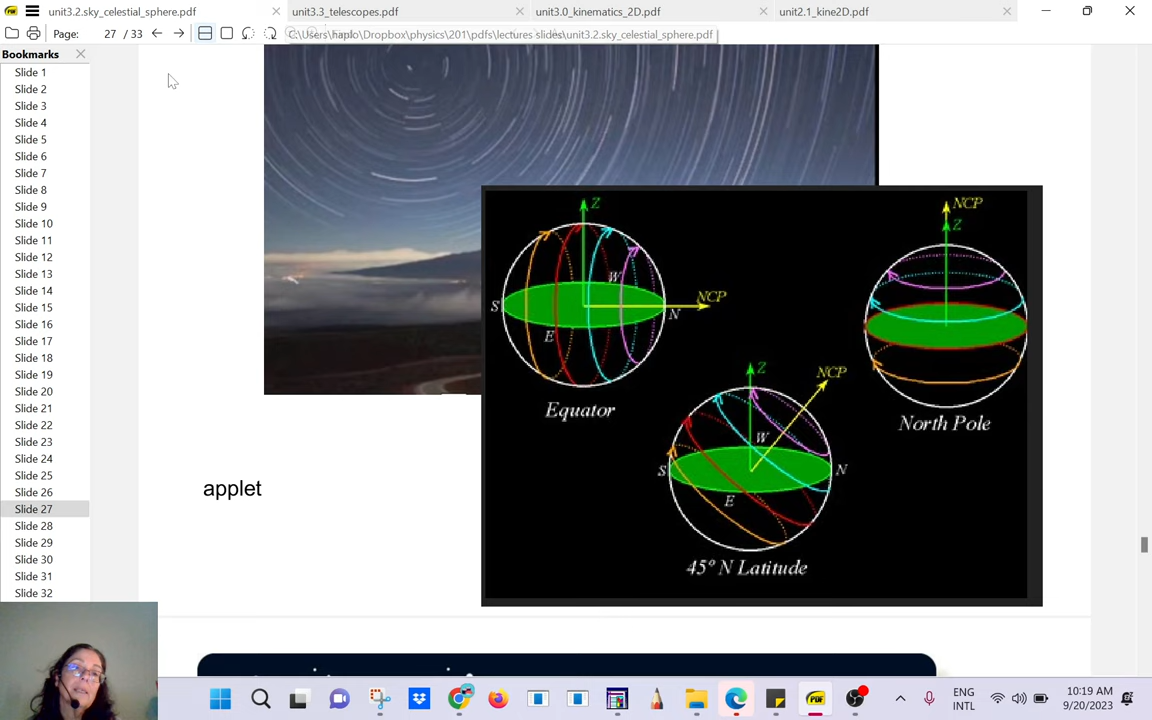 unit3.2.sky_celestial_sphere.pdf
unit3.3_telescopes.pdf
unit3.0_kinematics_2D.pdf
unit2.1_kine2D.pdf
Page: 27 / 33
C:\Users\haplo\Dropbox\physics\201\pdfs\lectures slides\unit3.2.sky_celestial_sphere.pdf
Bookmarks
Slide 1
Slide 2
Slide 3
Slide 4
Slide 5
Slide 6
Slide 7
Slide 8
Slide 9
Slide 10
Slide 11
Slide 12
Slide 13
Slide 14
Slide 15
Slide 16
Slide 17
Slide 18
Slide 19
Slide 20
Slide 21
Slide 22
Slide 23
Slide 24
Slide 25
Slide 26
Slide 27
Slide 28
Slide 29
Slide 30
Slide 31
Slide 32
Z
W
NCP
S
N
E
Equator
NCP
Z
North Pole
Z
NCP
W
S
N
E
45º N Latitude
applet
ENG
INTL
10:19 AM
9/20/2023